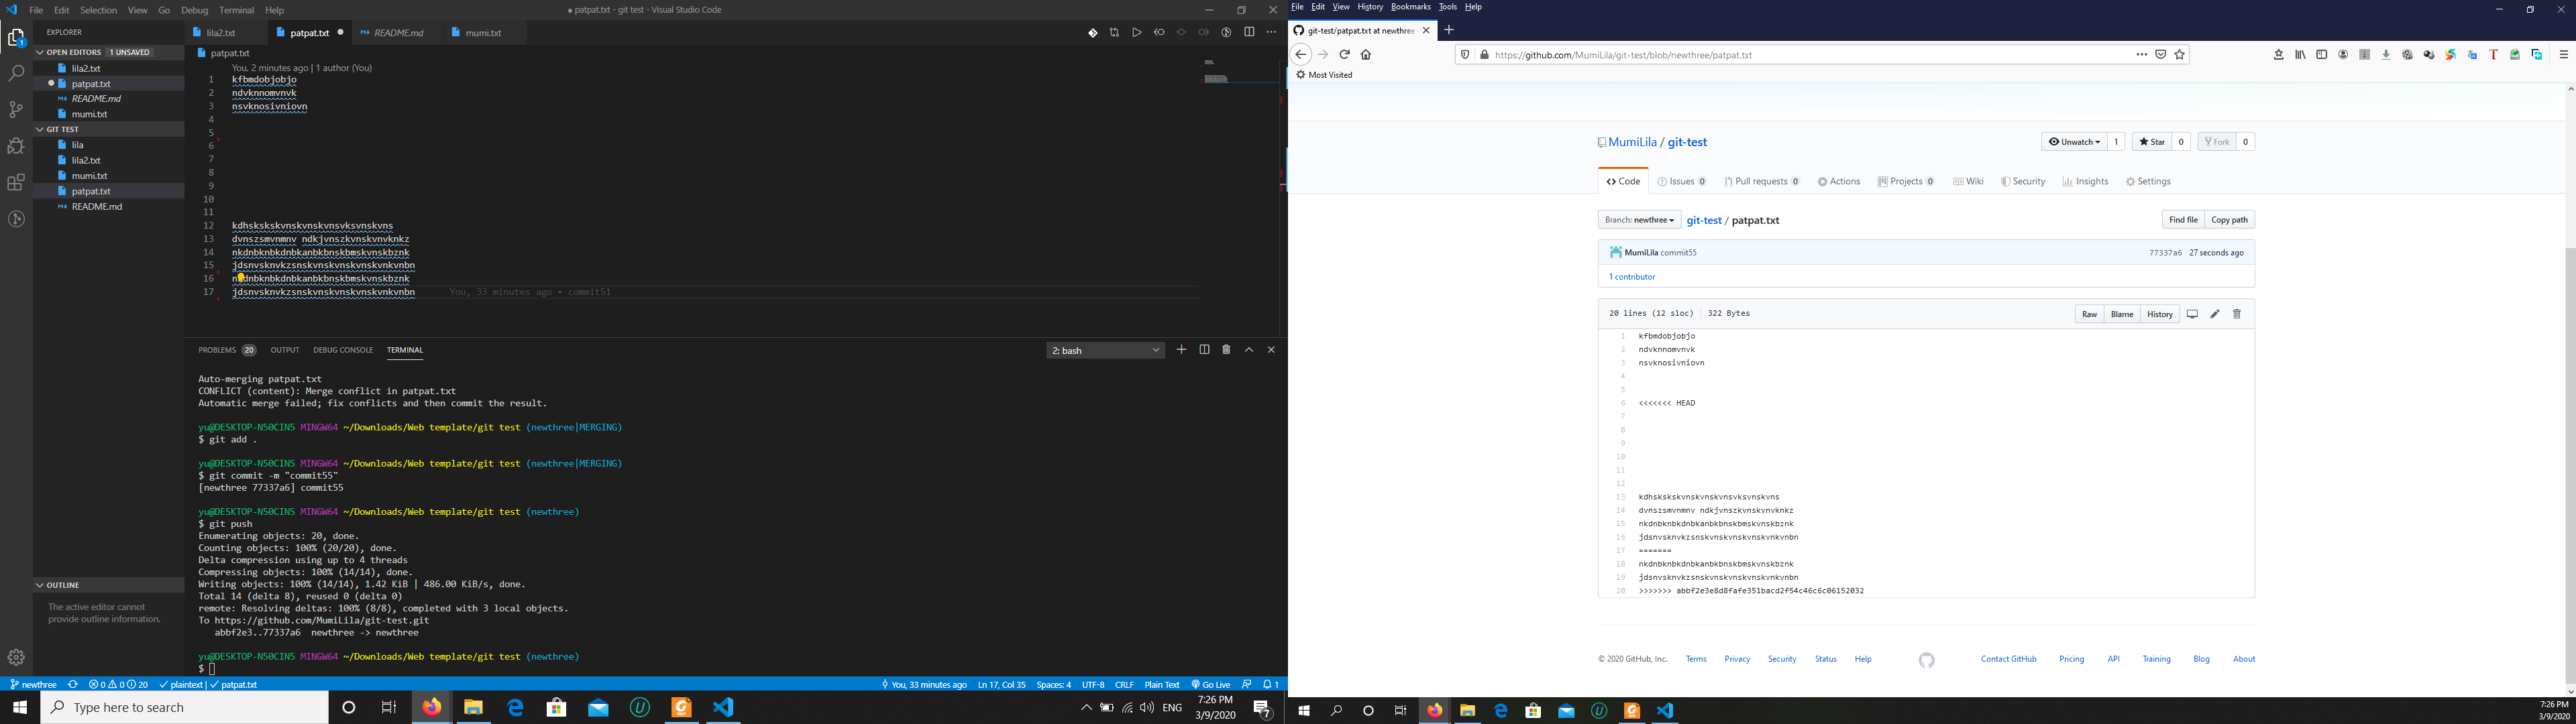 File Edit Selection View Go Debug Terminal Help
● patpat.txt - git test - Visual Studio Code
EXPLORER
OPEN EDITORS 1 UNSAVED
lila2.txt
patpat.txt
README.md
mumi.txt
GIT TEST
lila
lila2.txt
mumi.txt
patpat.txt
README.md
OUTLINE
The active editor cannot
provide outline information.
lila2.txt patpat.txt ● README.md mumi.txt
patpat.txt
You, 2 minutes ago | 1 author (You)
1 kfbmdobjobjo
2 ndvknnomvnvk
3 nsvknosivniovn
4
5
6
7
8
9
10
11
12 kdhsksksk​vnskvnskvnsvksvnskvns
13 dvnszsmvnmnv ndkjvnszkvnskvnvknkz
14 nkdnbknbkdnbkanbkbnskbmskvnskbznk
15 jdsnvsknvkzsnskvnskvnskvnskvnkvnbn
16 nkdnbknbkdnbkanbkbnskbmskvnskbznk
17 jdsnvsknvkzsnskvnskvnskvnskvnkvnbn You, 33 minutes ago • commit51
PROBLEMS 20 OUTPUT DEBUG CONSOLE TERMINAL
2: bash
Auto-merging patpat.txt
CONFLICT (content): Merge conflict in patpat.txt
Automatic merge failed; fix conflicts and then commit the result.
yu@DESKTOP-N50CIN5 MINGW64 ~/Downloads/Web template/git test (newthree|MERGING)
$ git add .
yu@DESKTOP-N50CIN5 MINGW64 ~/Downloads/Web template/git test (newthree|MERGING)
$ git commit -m "commit55"
[newthree 77337a6] commit55
yu@DESKTOP-N50CIN5 MINGW64 ~/Downloads/Web template/git test (newthree)
$ git push
Enumerating objects: 20, done.
Counting objects: 100% (20/20), done.
Delta compression using up to 4 threads
Compressing objects: 100% (14/14), done.
Writing objects: 100% (14/14), 1.42 KiB | 486.00 KiB/s, done.
Total 14 (delta 8), reused 0 (delta 0)
remote: Resolving deltas: 100% (8/8), completed with 3 local objects.
To https://github.com/MumiLila/git-test.git
abbf2e3..77337a6 newthree -> newthree
yu@DESKTOP-N50CIN5 MINGW64 ~/Downloads/Web template/git test (newthree)
$
newthree 0 0 20 plaintext | patpat.txt
You, 33 minutes ago Ln 17, Col 35 Spaces: 4 UTF-8 CRLF Plain Text Go Live 1
Type here to search
ENG
7:26 PM
3/9/2020
7
File Edit View History Bookmarks Tools Help
git-test/patpat.txt at newthree
https://github.com/MumiLila/git-test/blob/newthree/patpat.txt
Most Visited
MumiLila / git-test
Unwatch 1 Star 0 Fork 0
Code Issues 0 Pull requests 0 Actions Projects 0 Wiki Security Insights Settings
Branch: newthree git-test / patpat.txt
Find file Copy path
MumiLila commit55
77337a6 27 seconds ago
1 contributor
20 lines (12 sloc) 322 Bytes
Raw Blame History
1 kfbmdobjobjo
2 ndvknnomvnvk
3 nsvknosivniovn
4
5
6 <<<<<<< HEAD
7
8
9
10
11
12
13 kdhsksksk​vnskvnskvnsvksvnskvns
14 dvnszsmvnmnv ndkjvnszkvnskvnvknkz
15 nkdnbknbkdnbkanbkbnskbmskvnskbznk
16 jdsnvsknvkzsnskvnskvnskvnskvnkvnbn
17 =======
18 nkdnbknbkdnbkanbkbnskbmskvnskbznk
19 jdsnvsknvkzsnskvnskvnskvnskvnkvnbn
20 >>>>>>> abbf2e3e8d8fafe351bacd2f54c46c6c06152032
© 2020 GitHub, Inc. Terms Privacy Security Status Help
Contact GitHub Pricing API Training Blog About
7:26 PM
3/9/2020